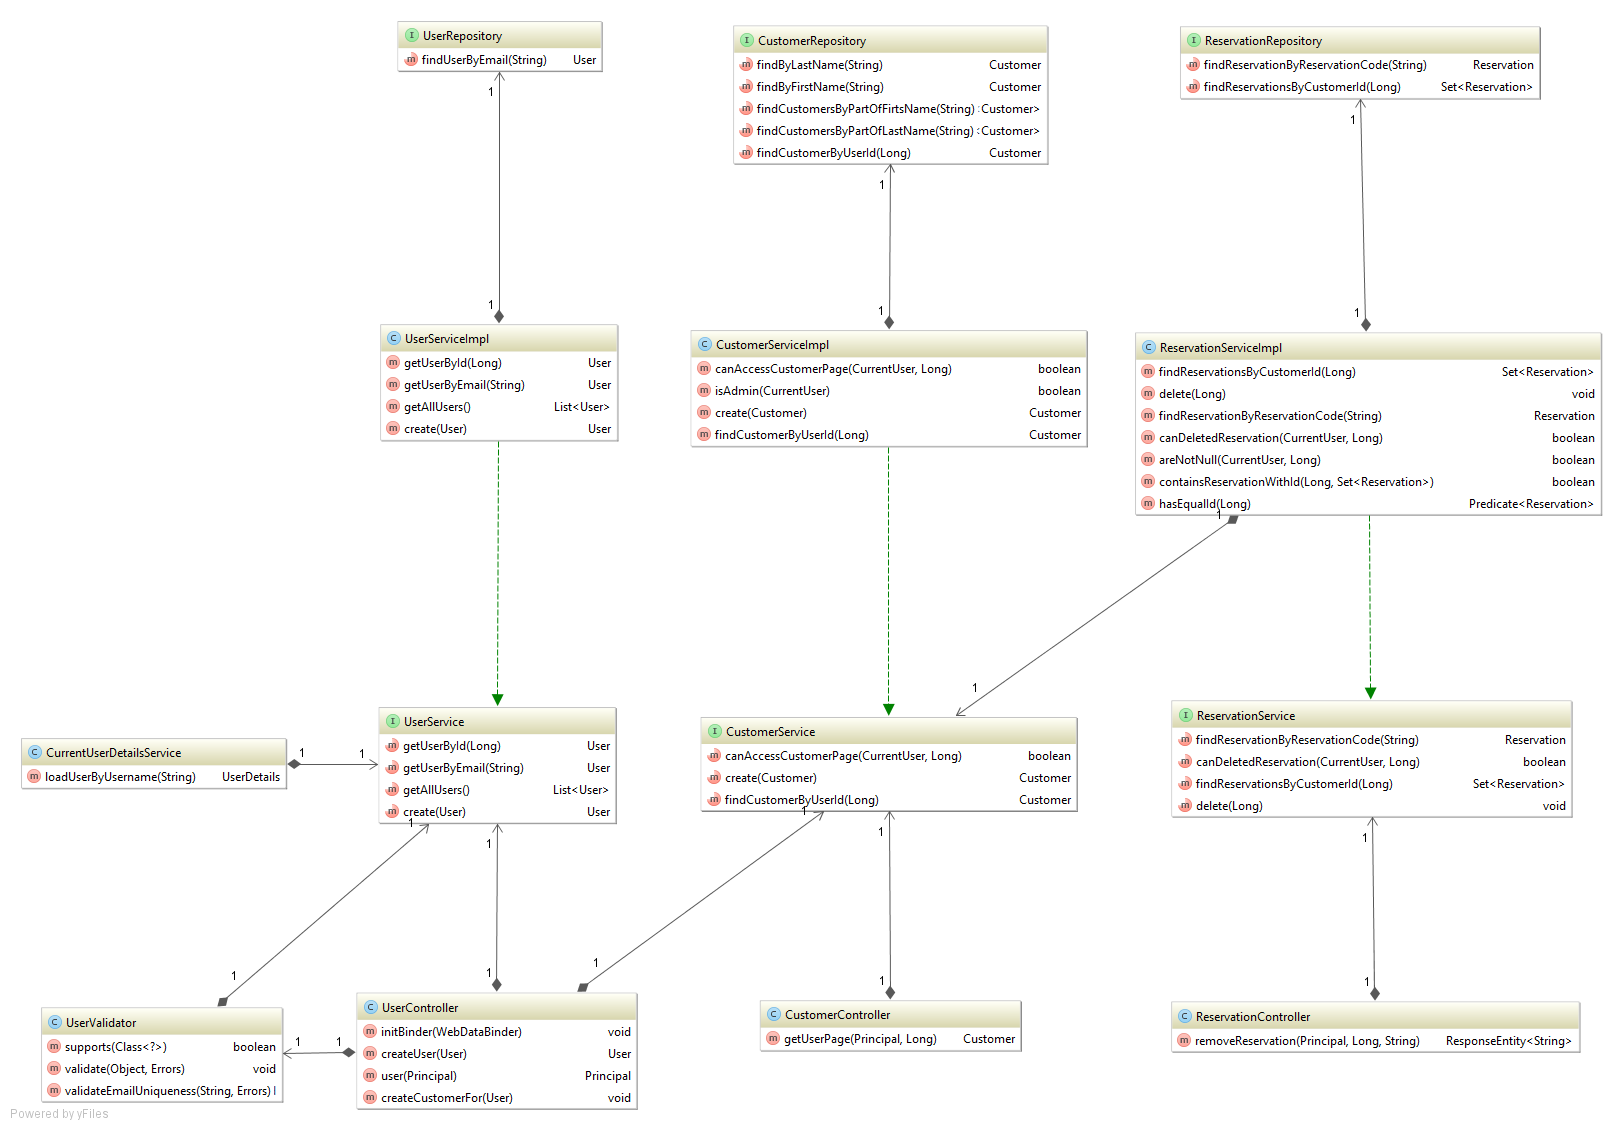 UserRepository
findUserByEmail(String) User
CustomerRepository
findByLastName(String) Customer
findByFirstName(String) Customer
findCustomersByPartOfFirtsName(String) :Customer>
findCustomersByPartOfLastName(String) :Customer>
findCustomerByUserId(Long) Customer
ReservationRepository
findReservationByReservationCode(String) Reservation
findReservationsByCustomerId(Long) Set<Reservation>
1
1
1
1
1
1
UserServiceImpl
getUserById(Long) User
getUserByEmail(String) User
getAllUsers() List<User>
create(User) User
CustomerServiceImpl
canAccessCustomerPage(CurrentUser, Long) boolean
isAdmin(CurrentUser) boolean
create(Customer) Customer
findCustomerByUserId(Long) Customer
ReservationServiceImpl
findReservationsByCustomerId(Long) Set<Reservation>
delete(Long) void
findReservationByReservationCode(String) Reservation
canDeletedReservation(CurrentUser, Long) boolean
areNotNull(CurrentUser, Long) boolean
containsReservationWithId(Long, Set<Reservation>) boolean
hasEqualId(Long) Predicate<Reservation>
1
1
CurrentUserDetailsService
loadUserByUsername(String) UserDetails
1
1
UserService
getUserById(Long) User
getUserByEmail(String) User
getAllUsers() List<User>
create(User) User
CustomerService
canAccessCustomerPage(CurrentUser, Long) boolean
create(Customer) Customer
findCustomerByUserId(Long) Customer
ReservationService
findReservationByReservationCode(String) Reservation
canDeletedReservation(CurrentUser, Long) boolean
findReservationsByCustomerId(Long) Set<Reservation>
delete(Long) void
1
1
1
1
1
1
1
1
1
1
UserValidator
supports(Class<?>) boolean
validate(Object, Errors) void
validateEmailUniqueness(String, Errors)
1
1
UserController
initBinder(WebDataBinder) void
createUser(User) User
user(Principal) Principal
createCustomerFor(User) void
CustomerController
getUserPage(Principal, Long) Customer
ReservationController
removeReservation(Principal, Long, String) ResponseEntity<String>
Powered by yFiles